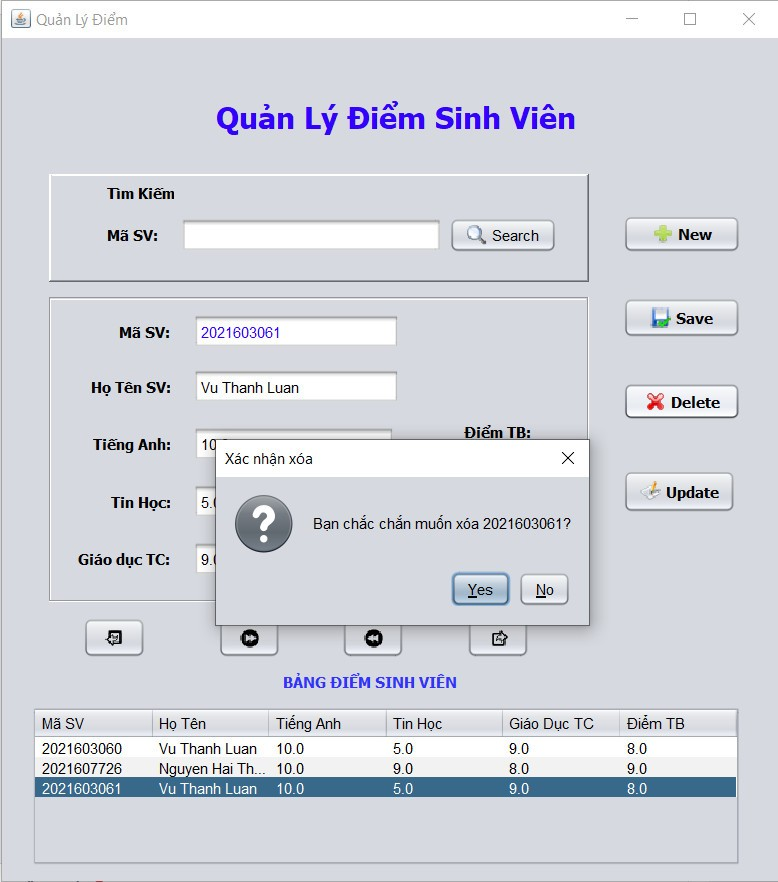 Quản Lý Điểm
Quản Lý Điểm Sinh Viên
Tìm Kiếm
Mã SV:
Search
New
Mã SV: 2021603061
Save
Họ Tên SV: Vu Thanh Luan
Delete
Điểm TB:
Tiếng Anh: 10.0
Xác nhận xóa
Update
Tin Học: 5.0
Bạn chắc chắn muốn xóa 2021603061?
Giáo dục TC: 9.0
Yes No
BẢNG ĐIỂM SINH VIÊN
Mã SV Họ Tên Tiếng Anh Tin Học Giáo Dục TC Điểm TB
2021603060 Vu Thanh Luan 10.0 5.0 9.0 8.0
2021607726 Nguyen Hai Th... 10.0 9.0 8.0 9.0
2021603061 Vu Thanh Luan 10.0 5.0 9.0 8.0